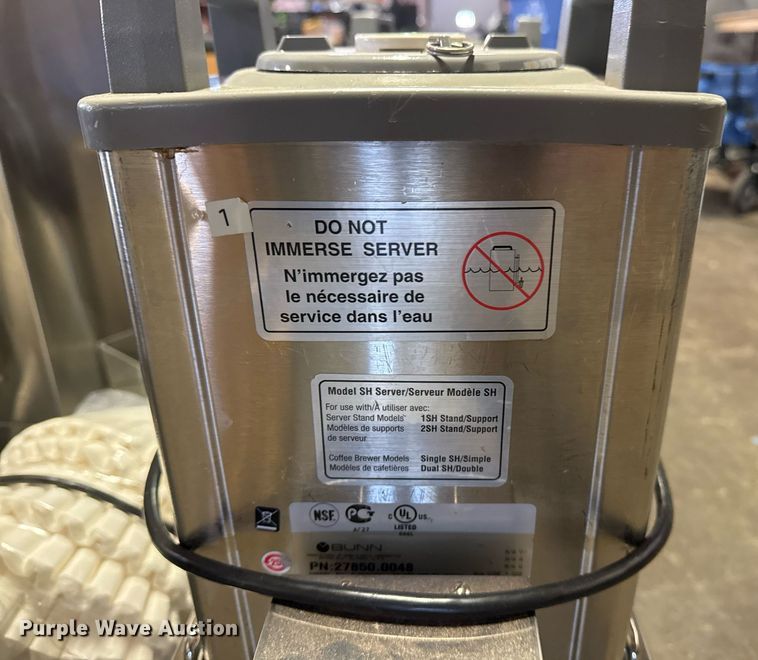 1
DO NOT
IMMERSE SERVER
N'immergez pas
le nécessaire de
service dans l'eau
Model SH Server/Serveur Modèle SH
For use with/À utiliser avec:
Server Stand Models 1SH Stand/Support
Modèles de supports 2SH Stand/Support
de serveur
Coffee Brewer Models Single SH/Simple
Modèles de cafetières Dual SH/Double
NSF.
C UL US
LISTED
BUNN
PN:27850.0048
Purple Wave Auction